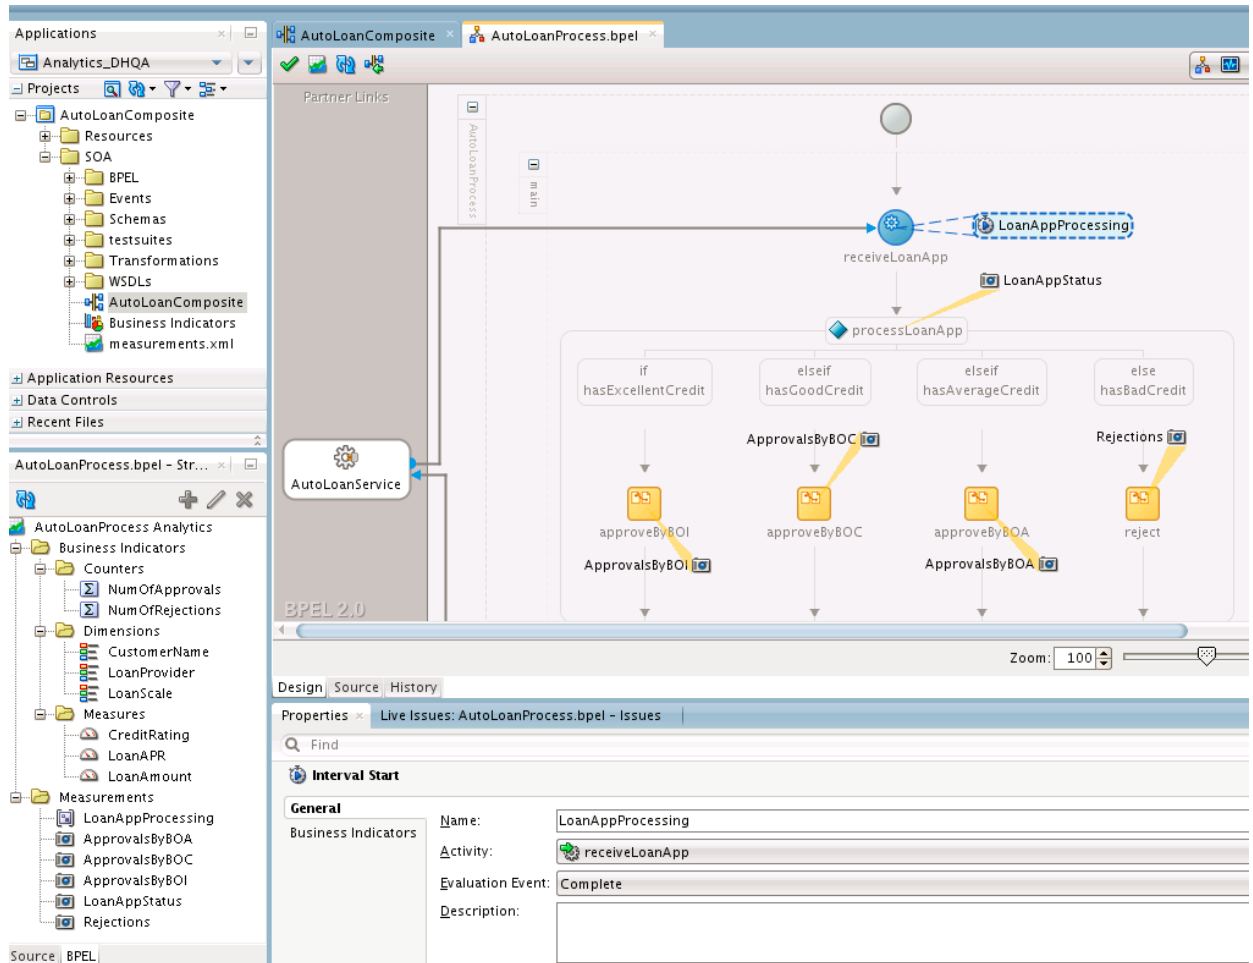 Applications
Analytics_DHQA
Projects
AutoLoanComposite
Resources
SOA
BPEL
Events
Schemas
testsuites
Transformations
WSDLs
AutoLoanComposite
Business Indicators
measurements.xml
Application Resources
Data Controls
Recent Files
AutoLoanProcess.bpel - Str...
AutoLoanProcess Analytics
Business Indicators
Counters
NumOfApprovals
NumOfRejections
Dimensions
CustomerName
LoanProvider
LoanScale
Measures
CreditRating
LoanAPR
LoanAmount
Measurements
LoanAppProcessing
ApprovalsByBOA
ApprovalsByBOC
ApprovalsByBOI
LoanAppStatus
Rejections
Source BPEL
AutoLoanComposite AutoLoanProcess.bpel
Partner Links
AutoLoanProcess
main
LoanAppProcessing
receiveLoanApp
LoanAppStatus
processLoanApp
if elseif elseif else
hasExcellentCredit hasGoodCredit hasAverageCredit hasBadCredit
ApprovalsByBOC Rejections
AutoLoanService
approveByBOI approveByBOC approveByBOA reject
ApprovalsByBOI ApprovalsByBOA
BPEL 2.0
Zoom: 100
Design Source History
Properties Live Issues: AutoLoanProcess.bpel - Issues
Find
Interval Start
General
Business Indicators
Name: LoanAppProcessing
Activity: receiveLoanApp
Evaluation Event: Complete
Description: